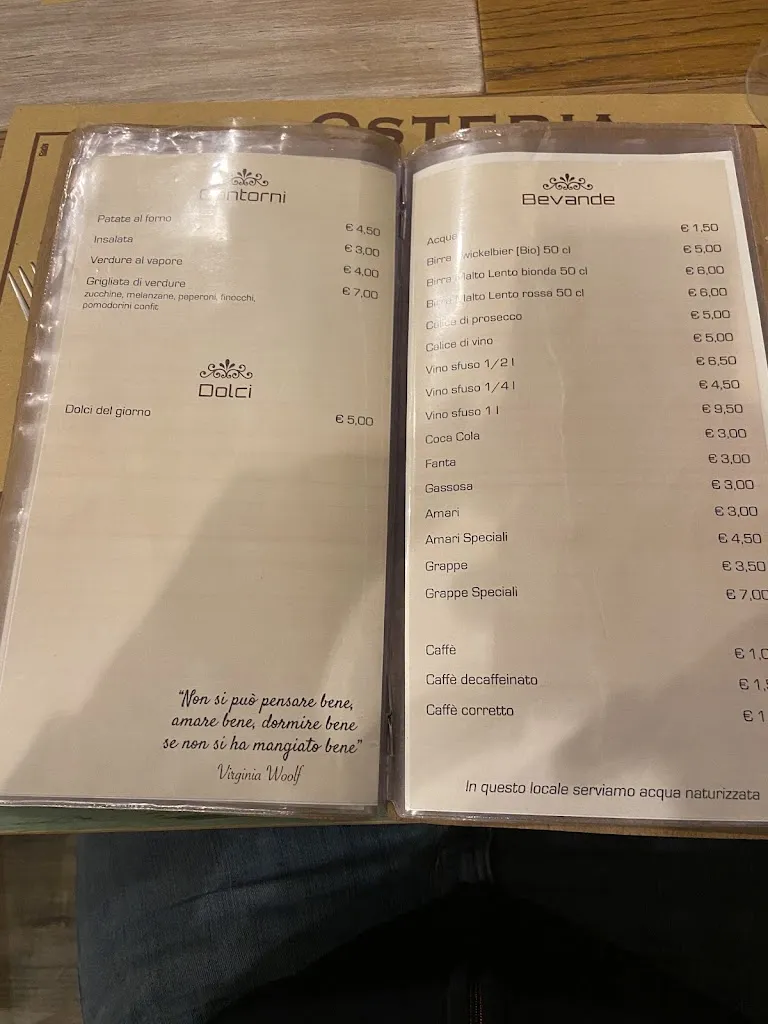 OSTERIA
Contorni
Patate al forno € 4,50
Insalata € 3,00
Verdure al vapore € 4,00
Grigliata di verdure € 7,00
zucchine, melanzane, peperoni, finocchi,
pomodorini confit
Dolci
Dolci del giorno € 5,00
"Non si può pensare bene,
amare bene, dormire bene
se non si ha mangiato bene"
Virginia Woolf
Bevande
Acqua € 1,50
Birra wickelbier (Bio) 50 cl € 5,00
Birra Malto Lento bionda 50 cl € 6,00
Birra Malto Lento rossa 50 cl € 6,00
Calice di prosecco € 5,00
Calice di vino € 5,00
Vino sfuso 1/2 l € 6,50
Vino sfuso 1/4 l € 4,50
Vino sfuso 1 l € 9,50
Coca Cola € 3,00
Fanta € 3,00
Gassosa € 3,00
Amari € 3,00
Amari Speciali € 4,50
Grappe € 3,50
Grappe Speciali € 7,00
Caffè € 1,0
Caffè decaffeinato € 1,
Caffè corretto € 1
In questo locale serviamo acqua naturizzata